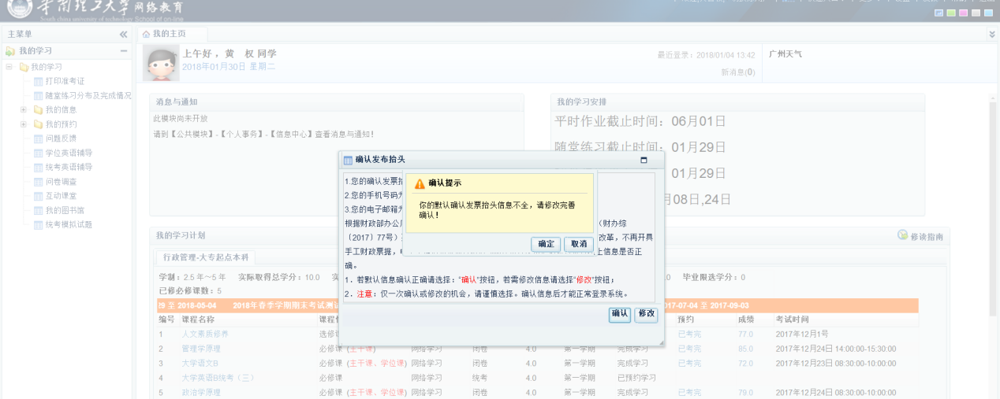 华南理工大学 网络教育
South china university of technology School of on-line
主菜单
我的主页
我的学习
我的学习
打印准考证
随堂练习分布及完成情况
我的信息
我的预约
问题反馈
学位英语辅导
统考英语辅导
问卷调查
互动课堂
我的图书馆
统考模拟试题
上午好，黄 权 同学
2018年01月30日 星期二
最近登录：2018/01/04 13:42
新消息(0)
广州天气
消息与通知
此模块尚未开放
请到【公共模块】-【个人事务】-【信息中心】查看消息与通知！
我的学习安排
平时作业截止时间：06月01日
随堂练习截止时间：01月29日
01月29日
月08日,24日
确认发布抬头
1.您的确认发票
2.您的手机号码
3.您的电子邮箱
根据财政部办公 （财办综
〔2017〕77号） 改革，不再开具
手工财政票据， 上信息是否正
确。
1．若默认信息确认正确请选择：“确认”按钮，若需修改信息请选择“修改”按钮；
2．注意：仅一次确认或修改的机会，请谨慎选择。确认信息后才能正常登录系统。
确认 修改
确认提示
你的默认确认发票抬头信息不全，请修改完善
确认！
确定 取消
我的学习计划
修读指南
行政管理-大专起点本科
学制：2.5 年～5 年 实际取得总学分：10.0 .0 毕业限选学分：0
已修必修课数：5
至 2018-05-04 2018年春季学期期末考试测 17-07-04 至 2017-09-03
编号 课程名称 课程 预约 成绩 考试时间
1 人文素质修养 选修课 已考完 77.0 2017年12月1号
2 管理学原理 必修课 (主干课) 网络学习 闭卷 4.0 第一学期 完成学习 已考完 85.0 2017年12月24日 14:00:00-15:30:00
3 大学语文B 必修课 (主干课、学位课) 网络学习 闭卷 4.0 第一学期 完成学习 已考完 72.0 2017年12月23日 08:30:00-10:00:00
4 大学英语B统考（三） 必修课 网络学习 统考 4.0 第一学期 已预约学习
5 政治学原理 必修课 (主干课、学位课) 网络学习 闭卷 4.0 第一学期 完成学习 已考完 79.0 2017年12月24日 08:30:00-10:00:00